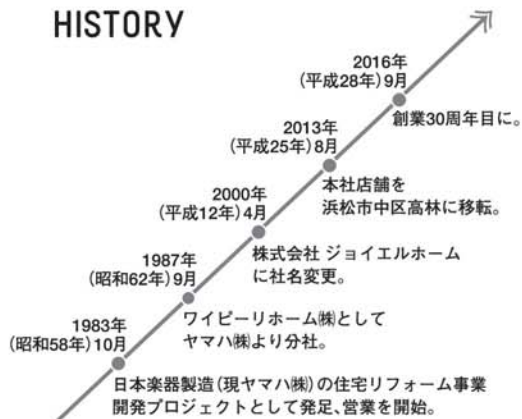 HISTORY
2016年
(平成28年)9月
創業30周年目に。
2013年
(平成25年)8月
本社店舗を
浜松市中区高林に移転。
2000年
(平成12年)4月
株式会社 ジョイエルホーム
に社名変更。
1987年
(昭和62年)9月
ワイピーリホーム㈱として
ヤマハ㈱より分社。
1983年
(昭和58年)10月
日本楽器製造(現ヤマハ㈱)の住宅リフォーム事業
開発プロジェクトとして発足、営業を開始。